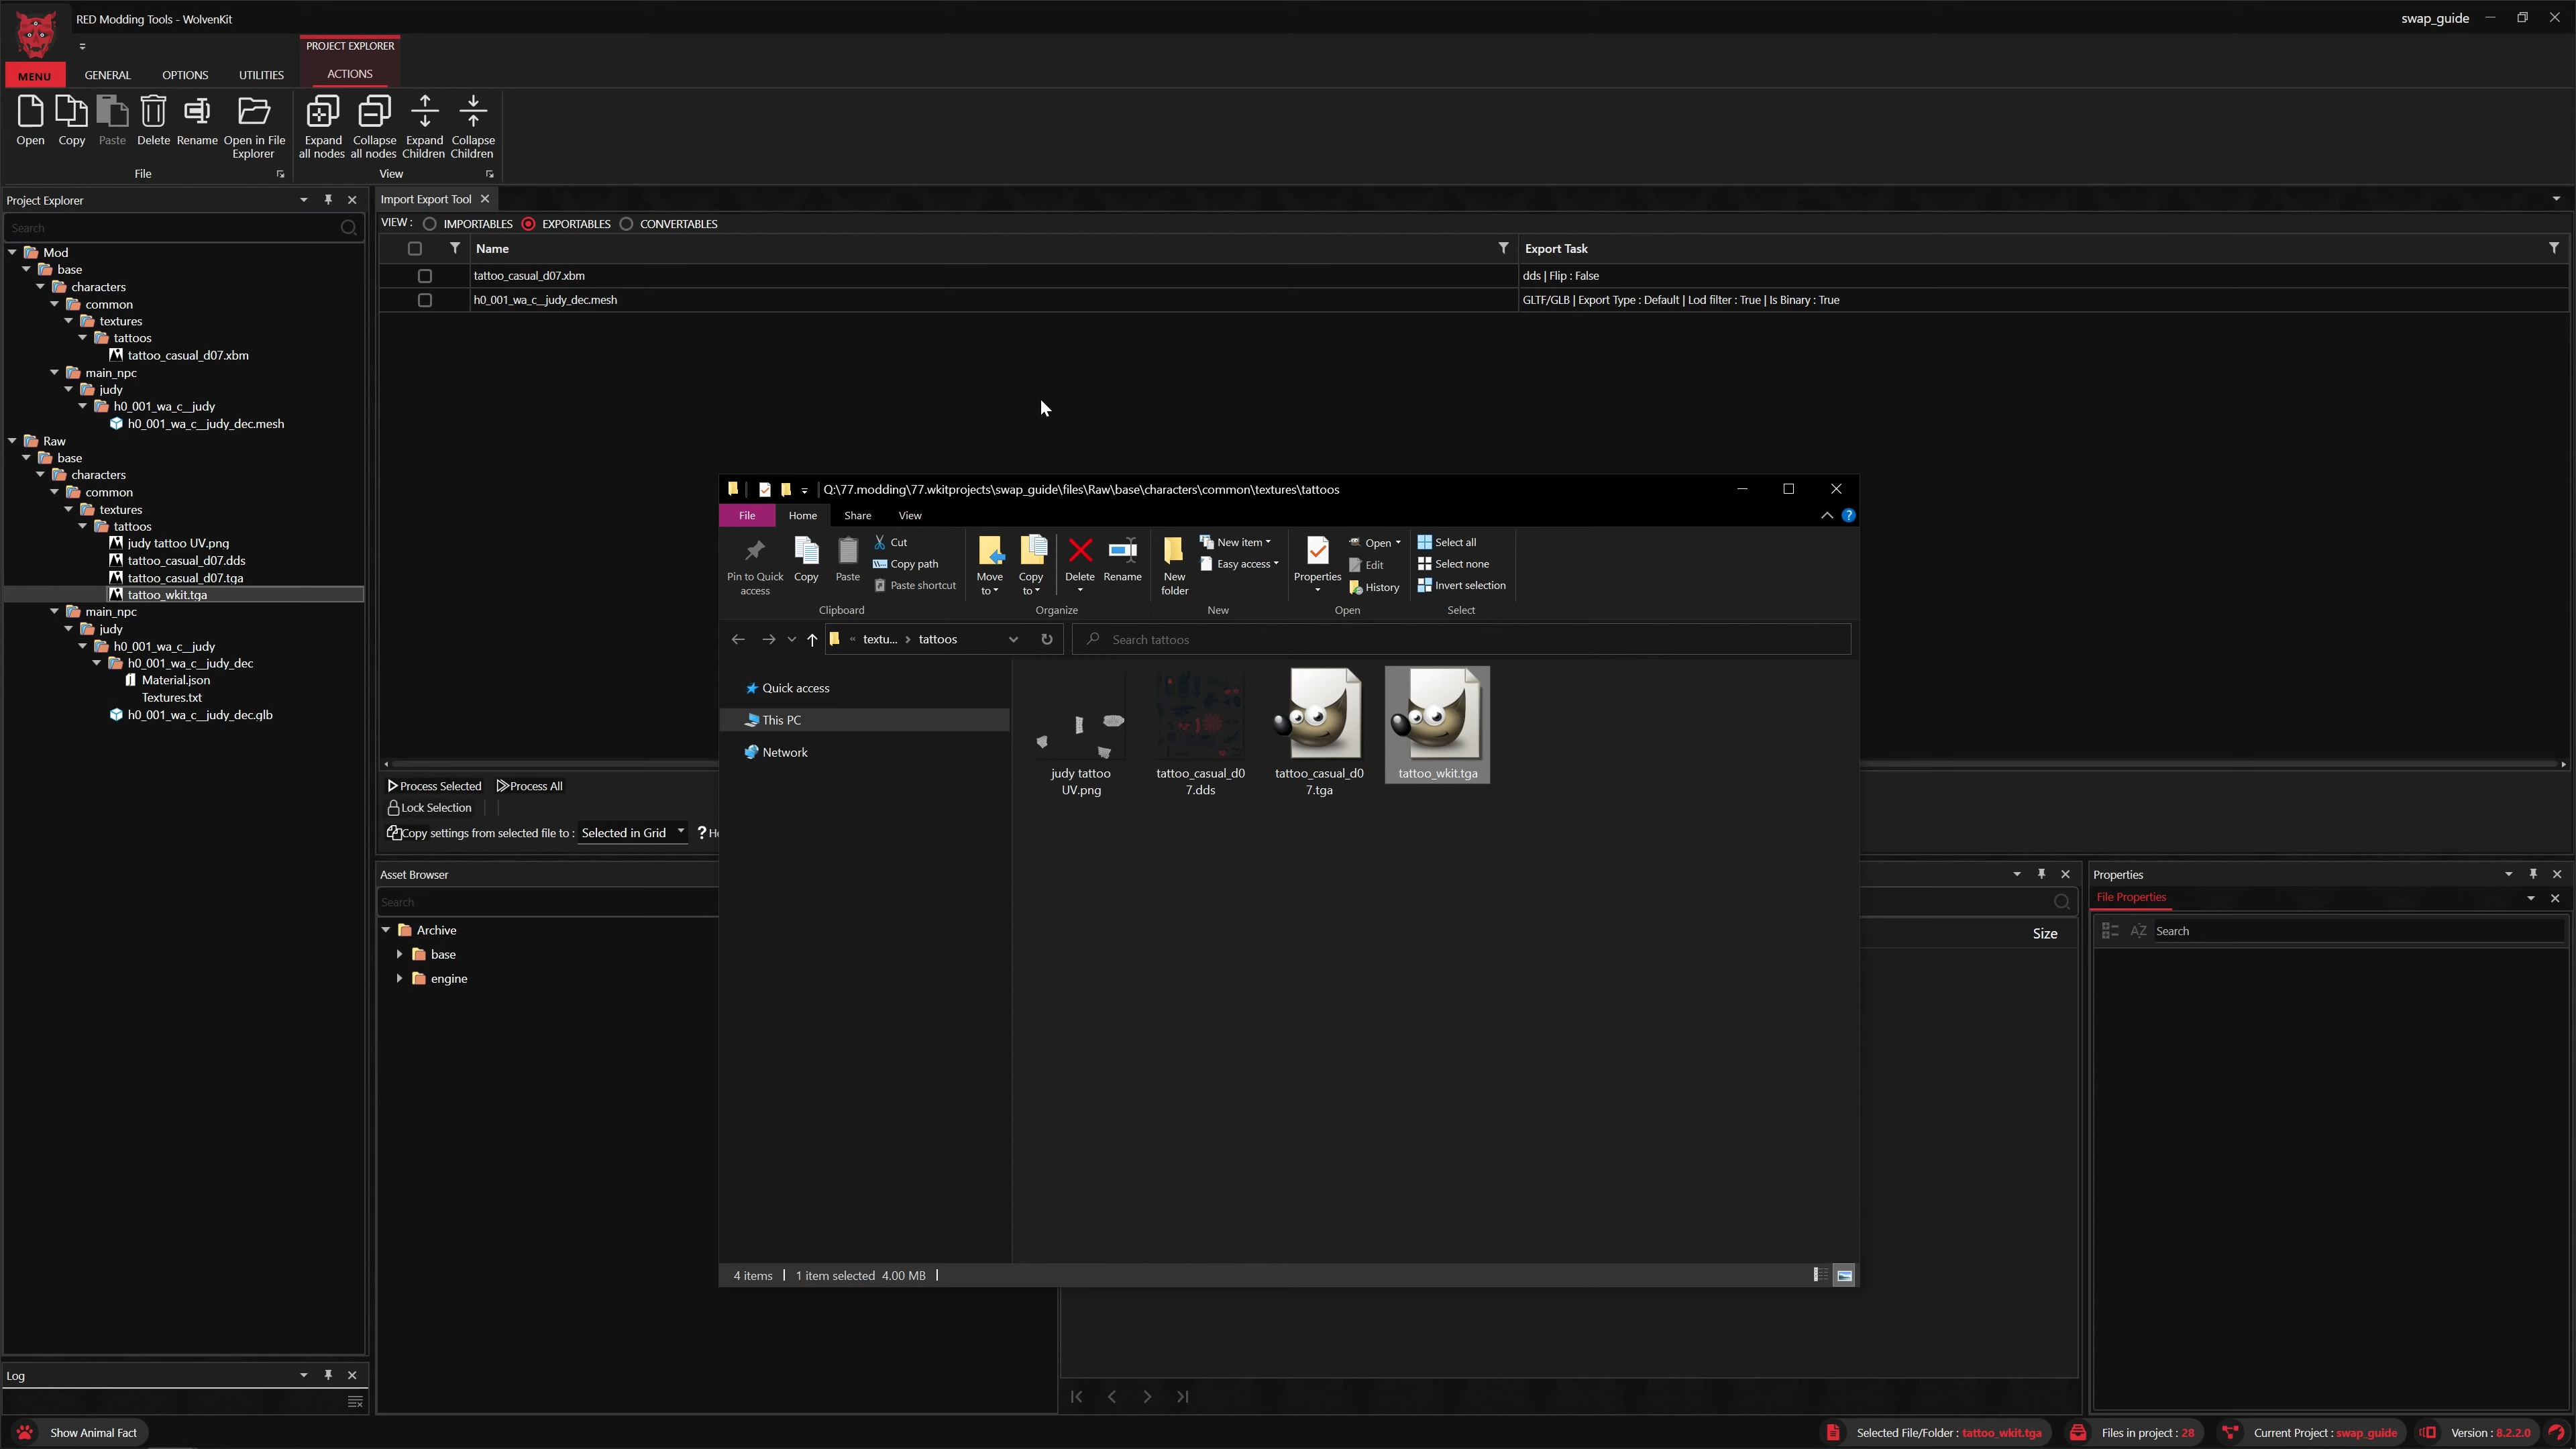 RED Modding Tools - WolvenKit
swap_guide
PROJECT EXPLORER
MENU
GENERAL
OPTIONS
UTILITIES
ACTIONS
Open
Copy
Paste
Delete
Rename
Open in File
Explorer
Expand
all nodes
Collapse
all nodes
Expand
Children
Collapse
Children
File
View
Project Explorer
Search
Mod
base
characters
common
textures
tattoos
tattoo_casual_d07.xbm
main_npc
judy
h0_001_wa_c__judy
h0_001_wa_c__judy_dec.mesh
Raw
base
characters
common
textures
tattoos
judy tattoo UV.png
tattoo_casual_d07.dds
tattoo_casual_d07.tga
tattoo_wkit.tga
main_npc
judy
h0_001_wa_c__judy
h0_001_wa_c__judy_dec
Material.json
Textures.txt
h0_001_wa_c__judy_dec.glb
Import Export Tool
VIEW : IMPORTABLES EXPORTABLES CONVERTABLES
Name
Export Task
tattoo_casual_d07.xbm
dds | Flip : False
h0_001_wa_c__judy_dec.mesh
GLTF/GLB | Export Type : Default | Lod filter : True | Is Binary : True
Q:\77.modding\77.wkitprojects\swap_guide\files\Raw\base\characters\common\textures\tattoos
File
Home
Share
View
Pin to Quick
access
Copy
Paste
Cut
Copy path
Paste shortcut
Clipboard
Move
to
Copy
to
Delete
Rename
Organize
New
folder
New item
Easy access
New
Properties
Open
Edit
History
Open
Select all
Select none
Invert selection
Select
« textu... > tattoos
Search tattoos
Quick access
This PC
Network
judy tattoo
UV.png
tattoo_casual_d0
7.dds
tattoo_casual_d0
7.tga
tattoo_wkit.tga
4 items
1 item selected 4.00 MB
Process Selected
Process All
Lock Selection
Copy settings from selected file to :
Selected in Grid
Asset Browser
Search
Archive
base
engine
Size
Properties
File Properties
Search
Log
Show Animal Fact
Selected File/Folder : tattoo_wkit.tga
Files in project : 28
Current Project : swap_guide
Version : 8.2.2.0